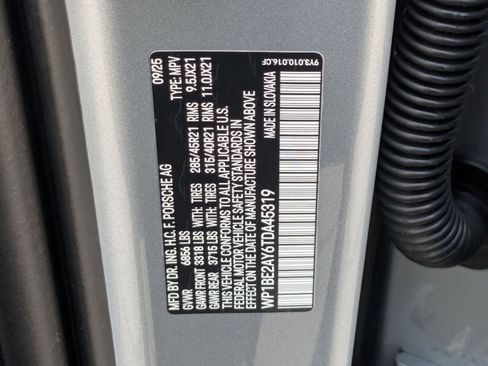 9Y3.010.016.CF
MFD BY DR. ING. H.C. F. PORSCHE AG 09/25
GVWR 6856 LBS TYPE: MPV
GAWR FRONT 3318 LBS WITH: TIRES 285/45R21 RIMS 9.5JX21
GAWR REAR 3715 LBS WITH: TIRES 315/40R21 RIMS 11.0JX21
THIS VEHICLE CONFORMS TO ALL APPLICABLE U.S.
FEDERAL MOTOR VEHICLE SAFETY STANDARDS IN
EFFECT ON THE DATE OF MANUFACTURE SHOWN ABOVE
WP1BE2AY6TDA45319 MADE IN SLOVAKIA